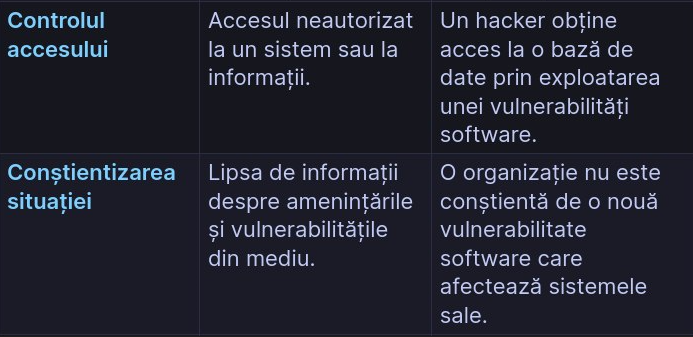 Controlul
accesului
Accesul neautorizat
la un sistem sau la
informații.
Un hacker obține
acces la o bază de
date prin exploatarea
unei vulnerabilități
software.
Conștientizarea
situației
Lipsa de informații
despre amenințările
și vulnerabilitățile
din mediu.
O organizație nu este
conștientă de o nouă
vulnerabilitate
software care
afectează sistemele
sale.